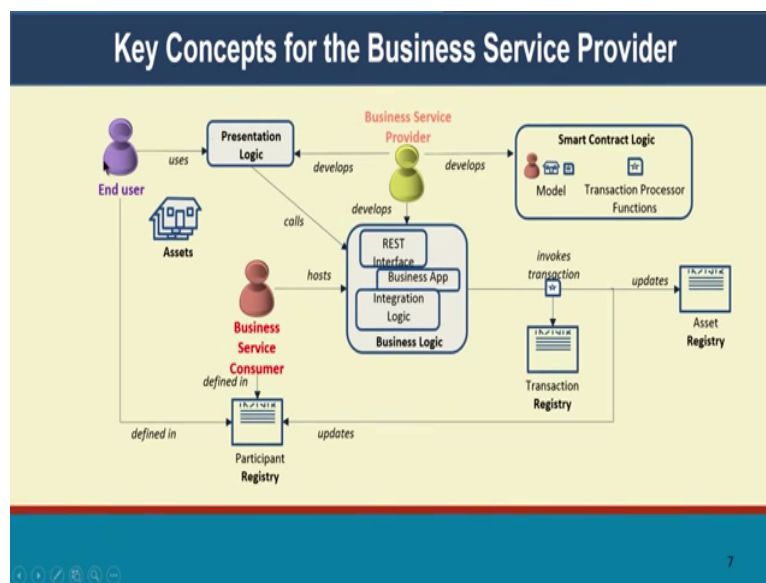 Key Concepts for the Business Service Provider
Business Service
Provider
Presentation
Logic
Smart Contract Logic
uses
develops
develops
End user
Model
Transaction Processor
Functions
develops
calls
Assets
REST
Interface
Business App
Integration
Logic
Business Logic
hosts
invokes
transaction
updates
Business
Service
Consumer
Asset
Registry
Transaction
Registry
defined in
defined in
updates
Participant
Registry
7